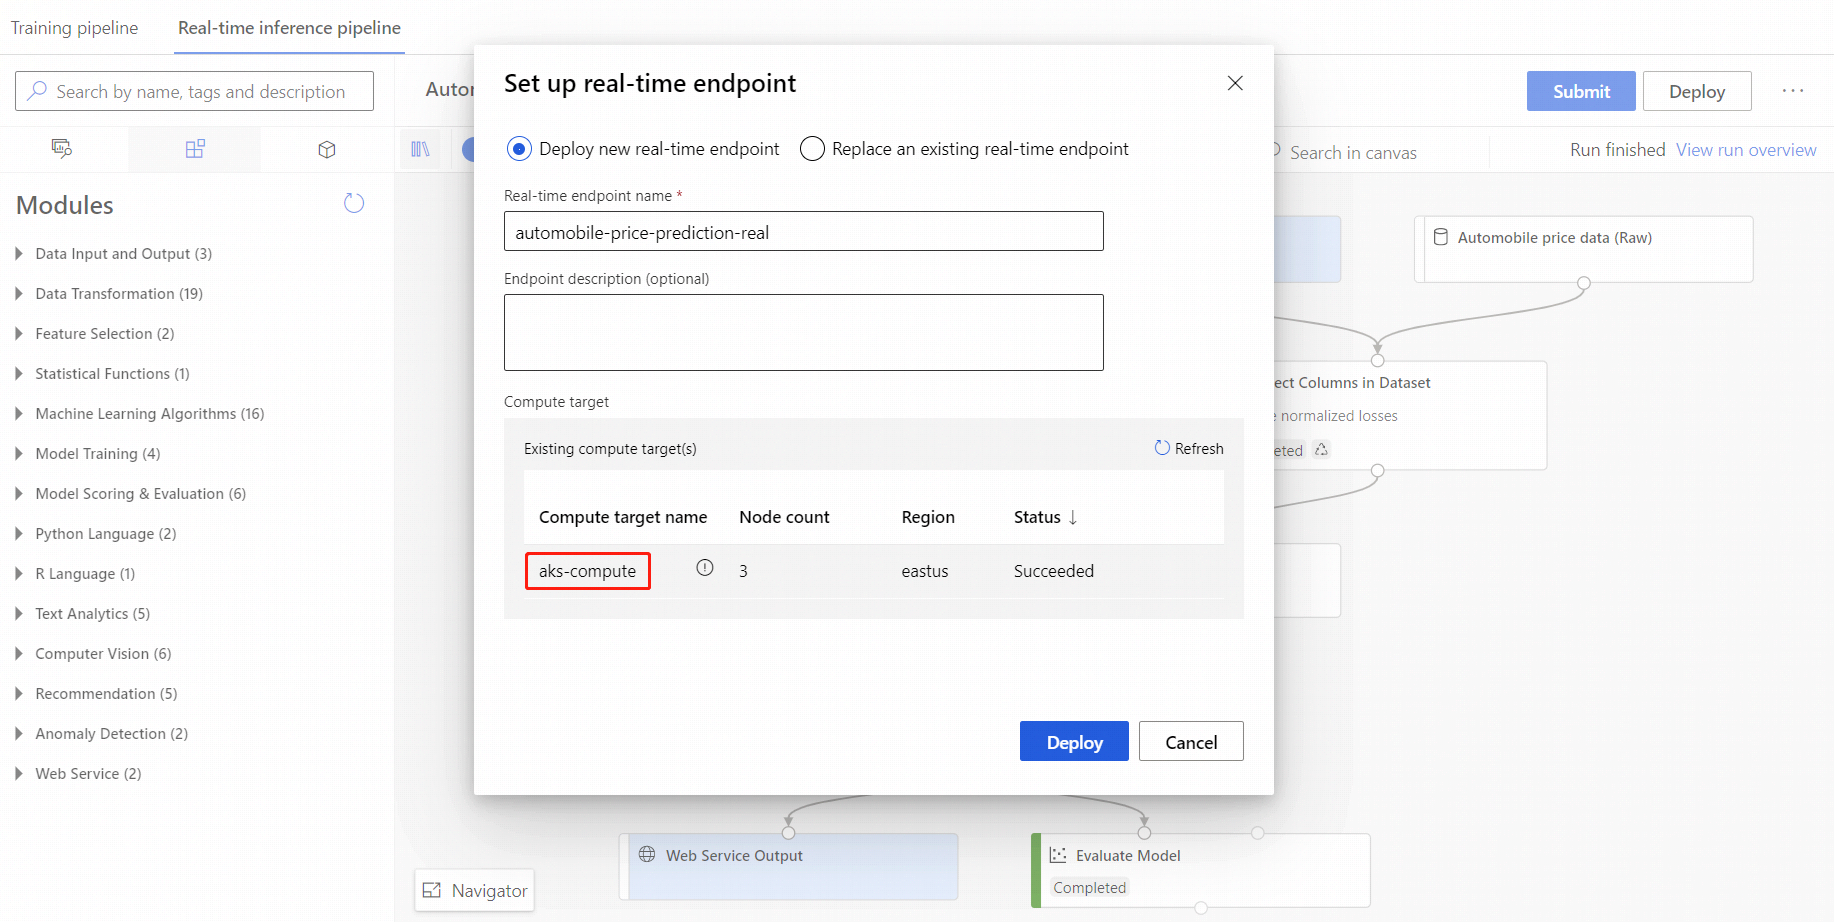 Training pipeline
Real-time inference pipeline
Search by name, tags and description
Submit
Deploy
Search in canvas
Run finished
View run overview
Modules
Data Input and Output (3)
Data Transformation (19)
Feature Selection (2)
Statistical Functions (1)
Machine Learning Algorithms (16)
Model Training (4)
Model Scoring & Evaluation (6)
Python Language (2)
R Language (1)
Text Analytics (5)
Computer Vision (6)
Recommendation (5)
Anomaly Detection (2)
Web Service (2)
Set up real-time endpoint
Deploy new real-time endpoint
Replace an existing real-time endpoint
Real-time endpoint name *
automobile-price-prediction-real
Endpoint description (optional)
Compute target
Existing compute target(s)
Refresh
Compute target name Node count Region Status
aks-compute 3 eastus Succeeded
Deploy
Cancel
Automobile price data (Raw)
Columns in Dataset
normalized losses
Web Service Output
Evaluate Model
Completed
Navigator